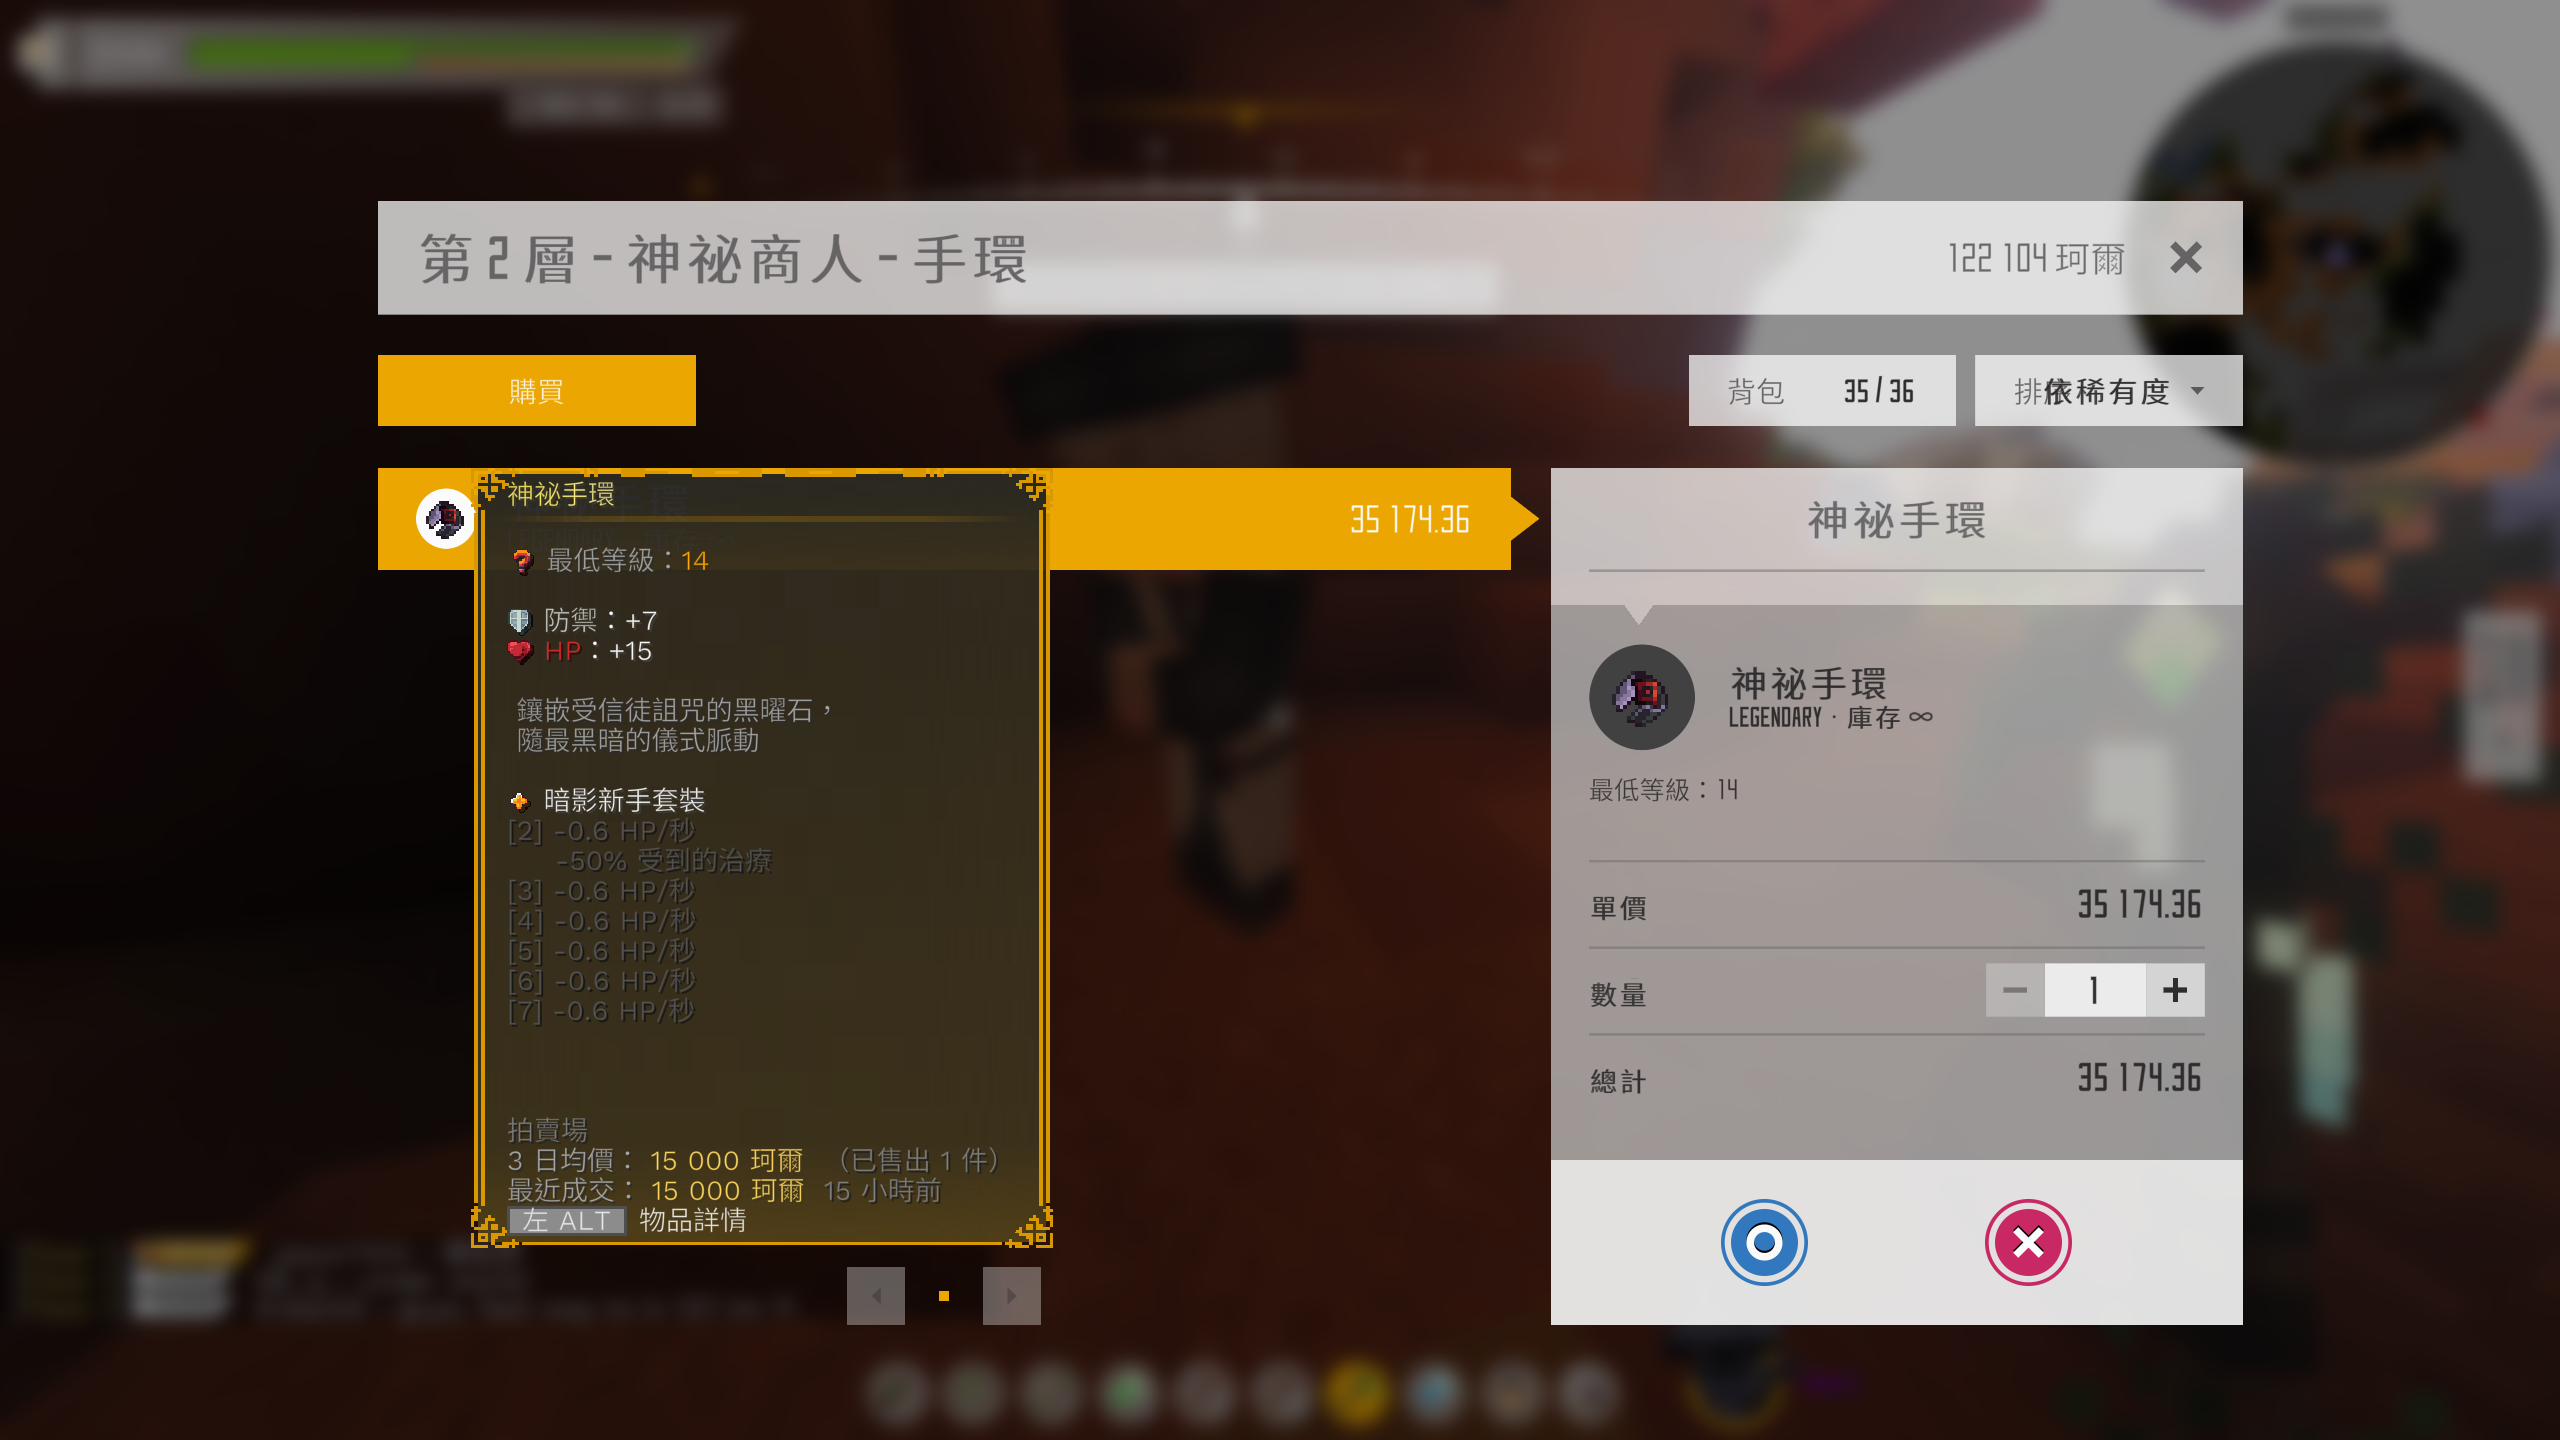 第2層-神祕商人-手環
122 104 珂爾
購買
背包 35/36
依稀有度
35 174.36
神祕手環
最低等級：14
防禦：+7
HP：+15
鑲嵌受信徒詛咒的黑曜石，
隨最黑暗的儀式脈動
暗影新手套裝
[2] -0.6 HP/秒
-50% 受到的治療
[3] -0.6 HP/秒
[4] -0.6 HP/秒
[5] -0.6 HP/秒
[6] -0.6 HP/秒
[7] -0.6 HP/秒
拍賣場
3 日均價： 15 000 珂爾 （已售出 1 件）
最近成交： 15 000 珂爾 15 小時前
左 ALT 物品詳情
神祕手環
神祕手環
LEGENDARY · 庫存 ∞
最低等級：14
單價 35 174.36
數量 1
總計 35 174.36